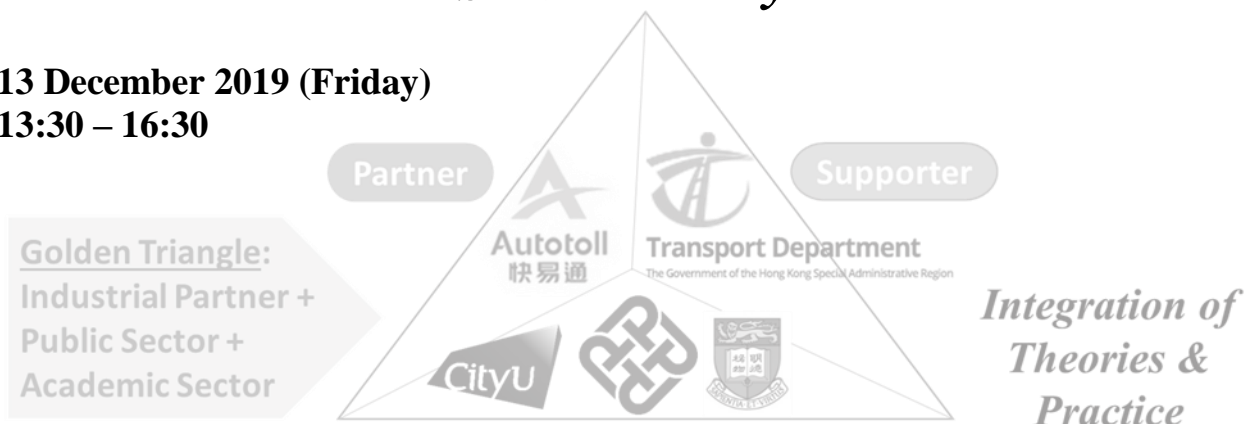 13 December 2019 (Friday)
13:30 – 16:30
Partner
Supporter
Autotoll
快易通
Transport Department
The Government of the Hong Kong Special Administrative Region
Golden Triangle:
Industrial Partner +
Public Sector +
Academic Sector
CityU
Integration of
Theories &
Practice